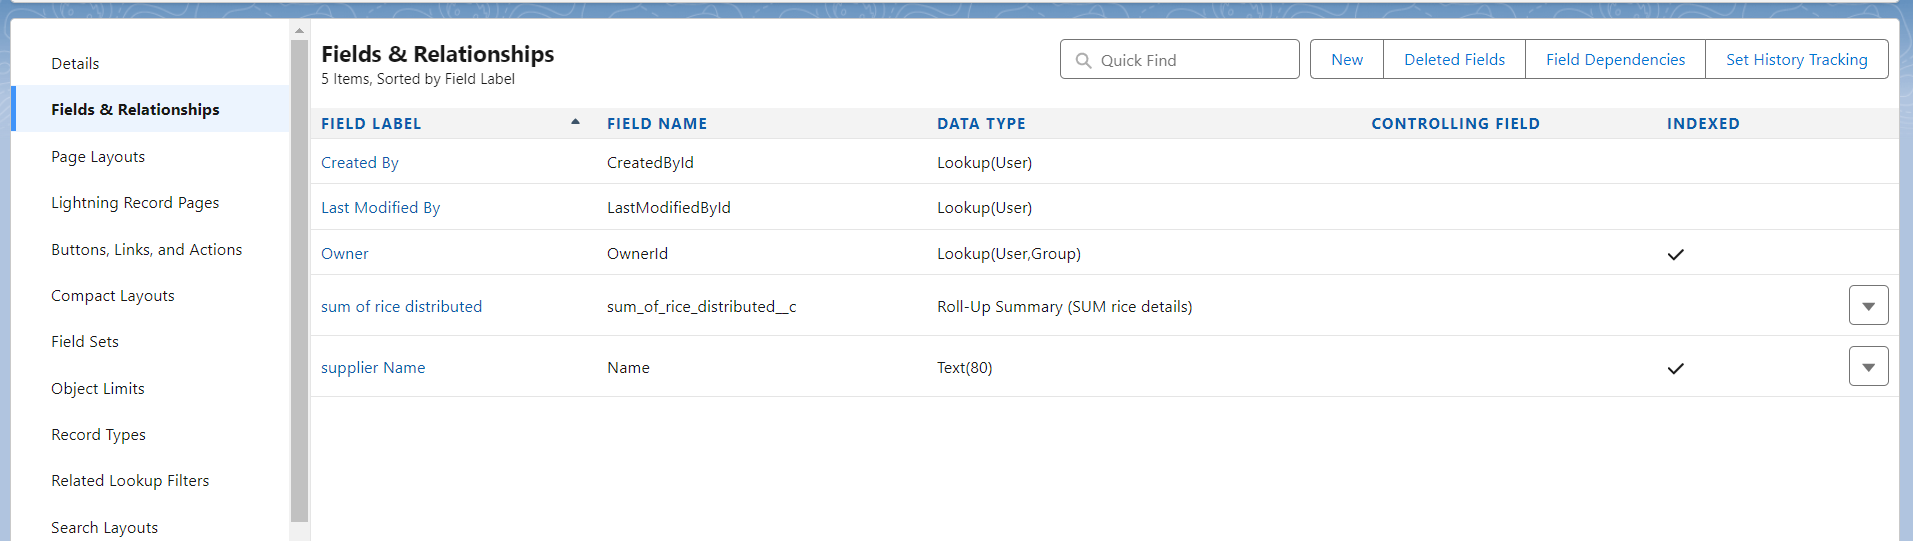 Details
Fields & Relationships
Page Layouts
Lightning Record Pages
Buttons, Links, and Actions
Compact Layouts
Field Sets
Object Limits
Record Types
Related Lookup Filters
Search Layouts
Fields & Relationships
5 Items, Sorted by Field Label
Quick Find
New
Deleted Fields
Field Dependencies
Set History Tracking
FIELD LABEL FIELD NAME DATA TYPE CONTROLLING FIELD INDEXED
Created By CreatedById Lookup(User)
Last Modified By LastModifiedById Lookup(User)
Owner OwnerId Lookup(User,Group)
sum of rice distributed sum_of_rice_distributed__c Roll-Up Summary (SUM rice details)
supplier Name Name Text(80)